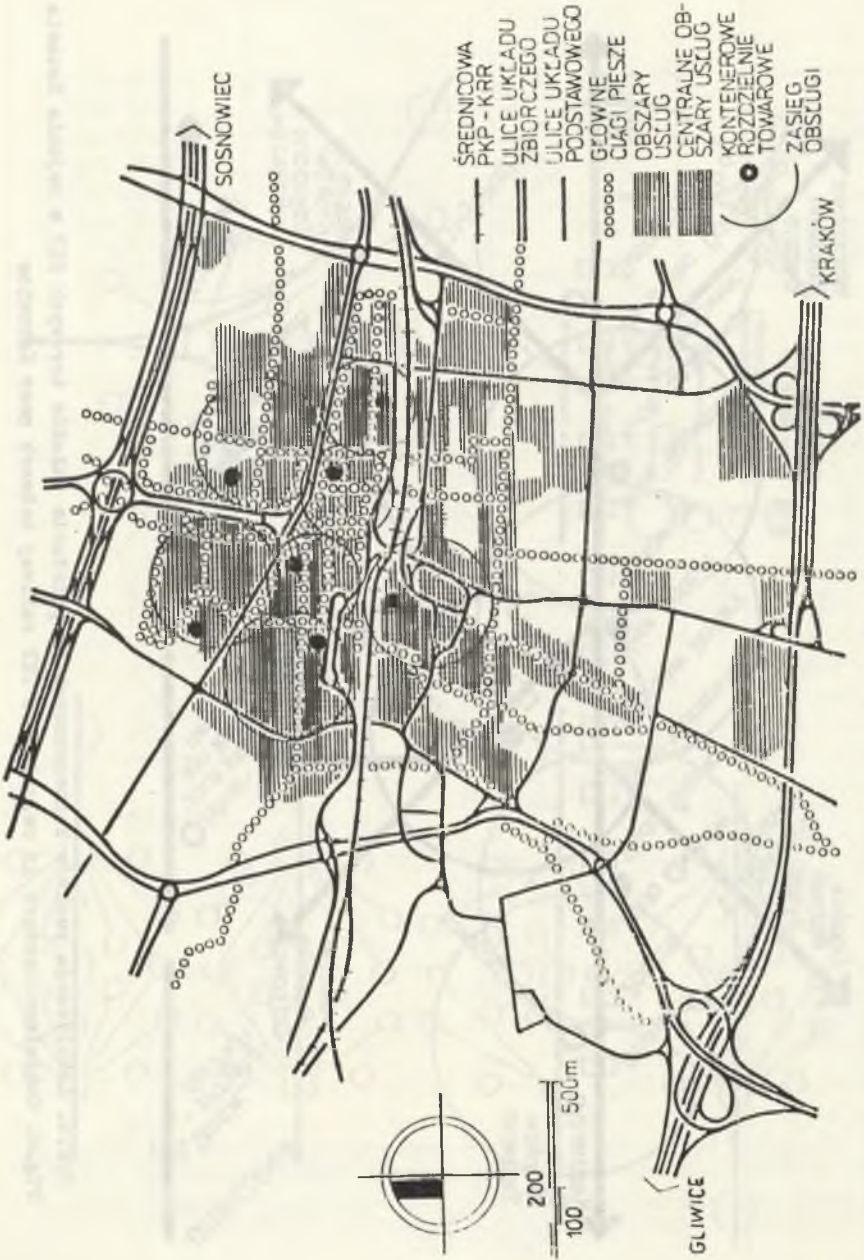 SOSNOWIEC
ŚREDNICOWA
PKP - KRR
ULICE UKŁADU
ZBIORCZEGO
ULICE UKŁADU
PODSTAWOWEGO
GŁÓWNE
CIĄGI PIESZE
OBSZARY
USŁUG
CENTRALNE OB-
SZARY USŁUG
KONTENEROWE
ROZDZIELNIE
TOWAROWE
ZASIĘG
OBSŁUGI
KRAKÓW
200
100
500m
GLIWICE